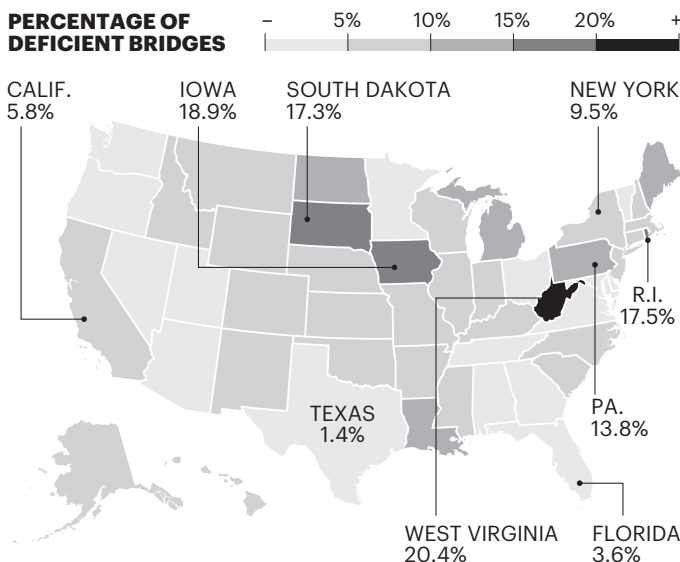 PERCENTAGE OF
DEFICIENT BRIDGES
– 5% 10% 15% 20% +
CALIF.
5.8%
IOWA
18.9%
SOUTH DAKOTA
17.3%
NEW YORK
9.5%
R.I.
17.5%
TEXAS
1.4%
PA.
13.8%
WEST VIRGINIA
20.4%
FLORIDA
3.6%